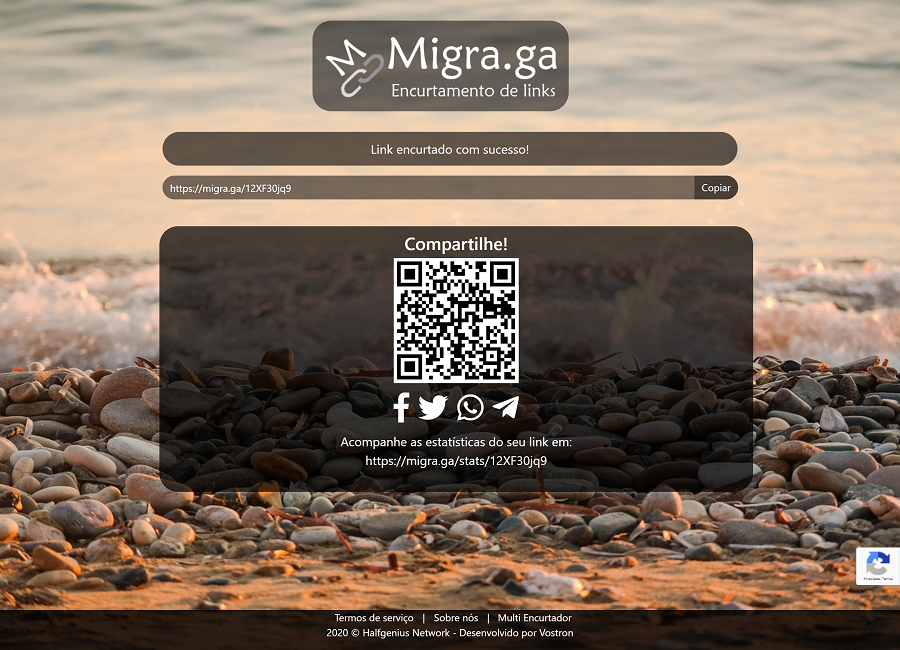 Migra.ga
Encurtamento de links
Link encurtado com sucesso!
https://migra.ga/12XF30jq9
Copiar
Compartilhe!
Acompanhe as estatísticas do seu link em:
https://migra.ga/stats/12XF30jq9
Termos de serviço | Sobre nós | Multi Encurtador
2020 © Halfgenius Network - Desenvolvido por Vostron